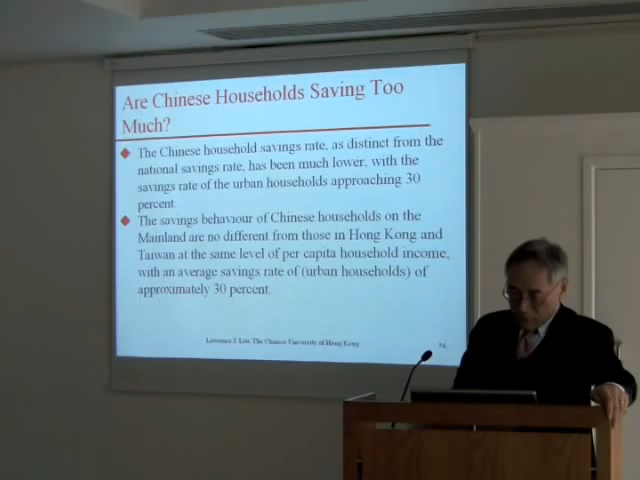 Are Chinese Households Saving Too
Much?
The Chinese household savings rate, as distinct from the
national savings rate, has been much lower, with the
savings rate of the urban households approaching 30
percent.
The savings behaviour of Chinese households on the
Mainland are no different from those in Hong Kong and
Taiwan at the same level of per capita household income,
with an average savings rate of (urban households) of
approximately 30 percent.
Lawrence J. Lau, The Chinese University of Hong Kong